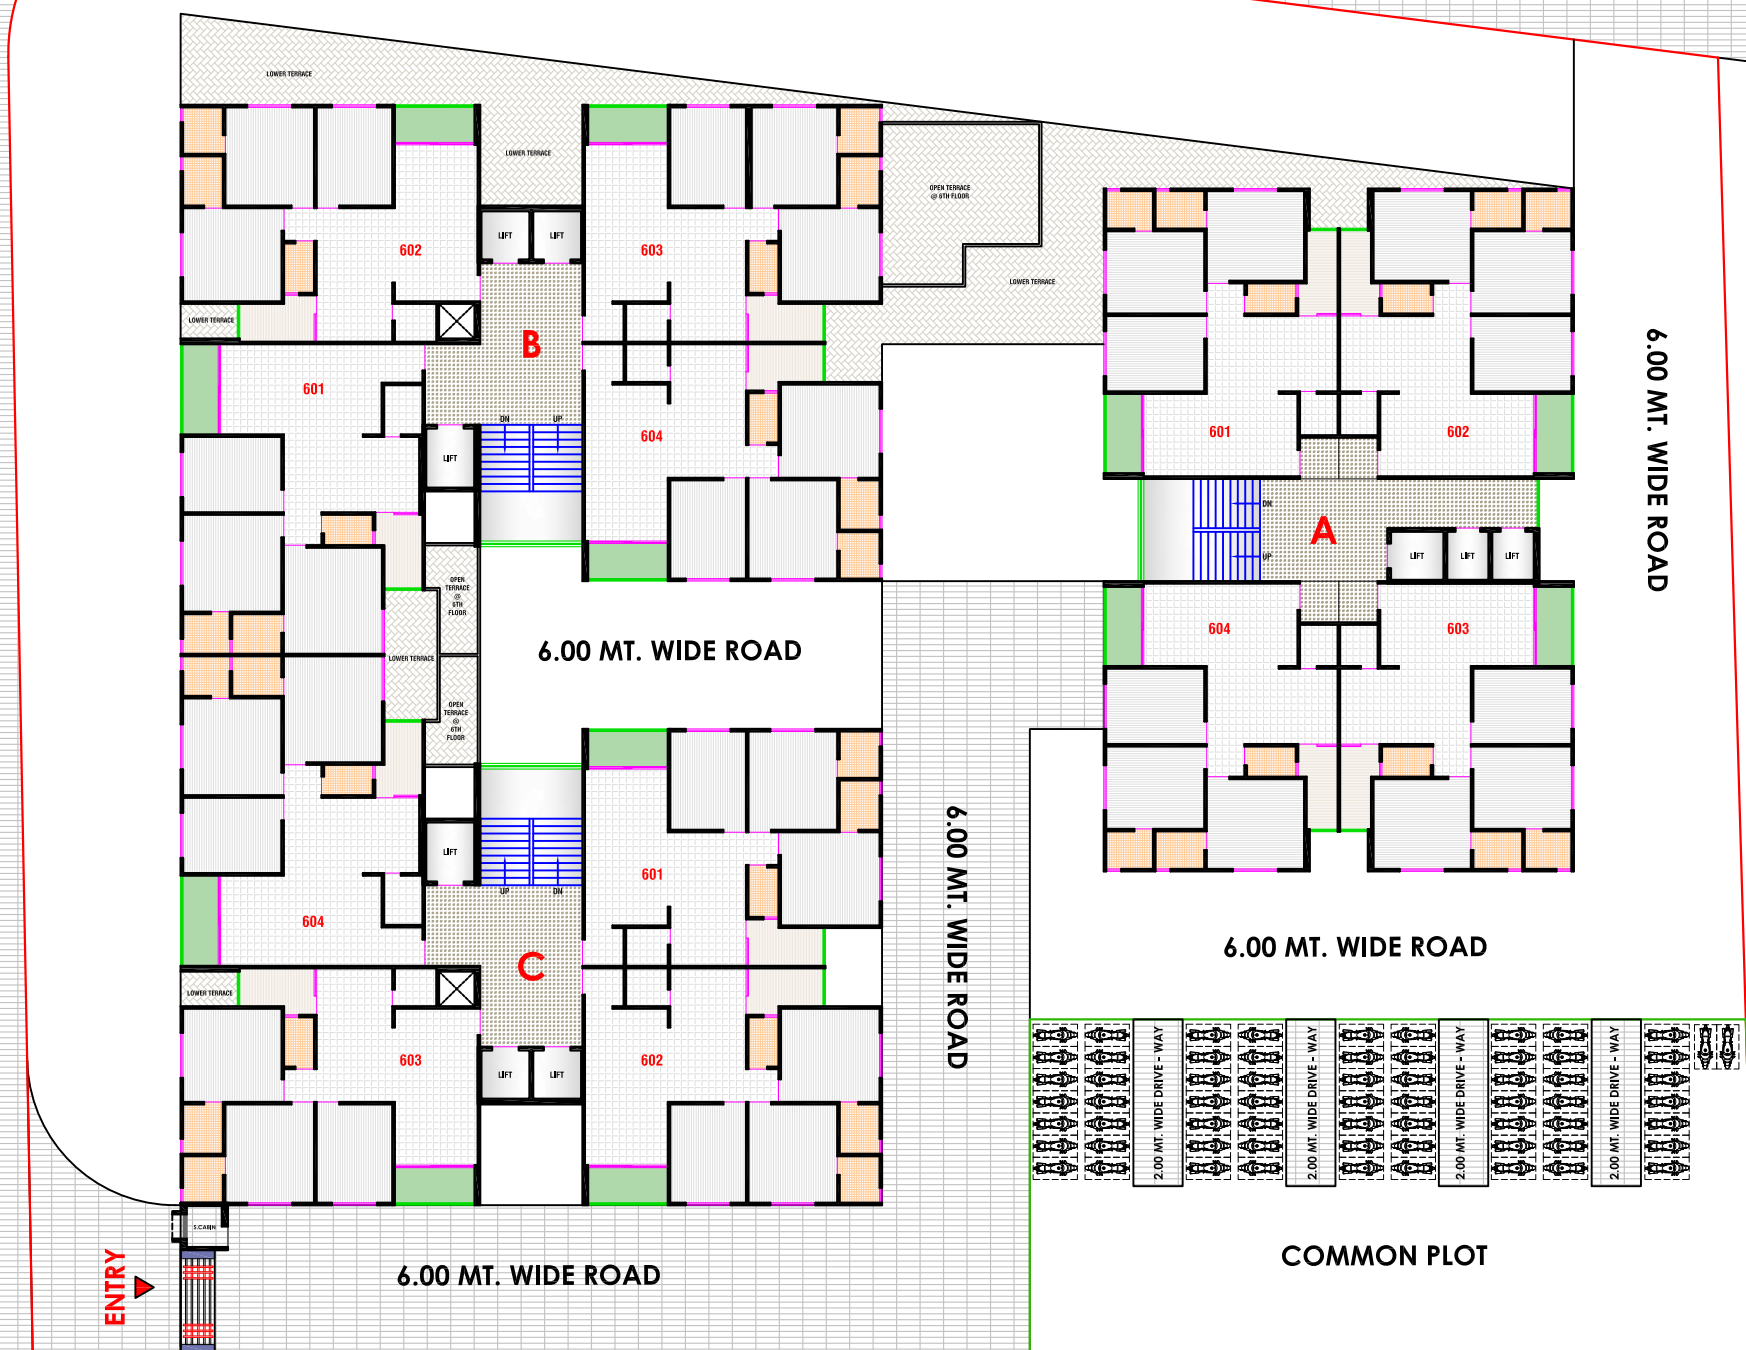 LOWER TERRACE
LOWER TERRACE
OPEN TERRACE
@ 6TH FLOOR
LOWER TERRACE
LIFT
LIFT
602
603
LOWER TERRACE
B
601
DN
UP
604
LIFT
OPEN
TERRACE
@
6TH
FLOOR
LOWER TERRACE
OPEN
TERRACE
@
6TH
FLOOR
6.00 MT. WIDE ROAD
601
602
DN
A
UP
LIFT
LIFT
LIFT
604
603
6.00 MT. WIDE ROAD
LIFT
UP
DN
601
604
C
LOWER TERRACE
603
602
LIFT
LIFT
6.00 MT. WIDE ROAD
6.00 MT. WIDE ROAD
2.00 MT. WIDE DRIVE - WAY
2.00 MT. WIDE DRIVE - WAY
2.00 MT. WIDE DRIVE - WAY
2.00 MT. WIDE DRIVE - WAY
S.CABIN
ENTRY
6.00 MT. WIDE ROAD
COMMON PLOT